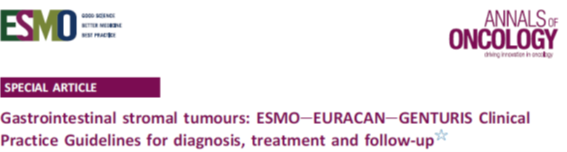 ESMO
GOOD SCIENCE
BETTER MEDICINE
BEST PRACTICE
ANNALS OF
ONCOLOGY
driving innovation in oncology
SPECIAL ARTICLE
Gastrointestinal stromal tumours: ESMO—EURACAN—GENTURIS Clinical
Practice Guidelines for diagnosis, treatment and follow-up☆